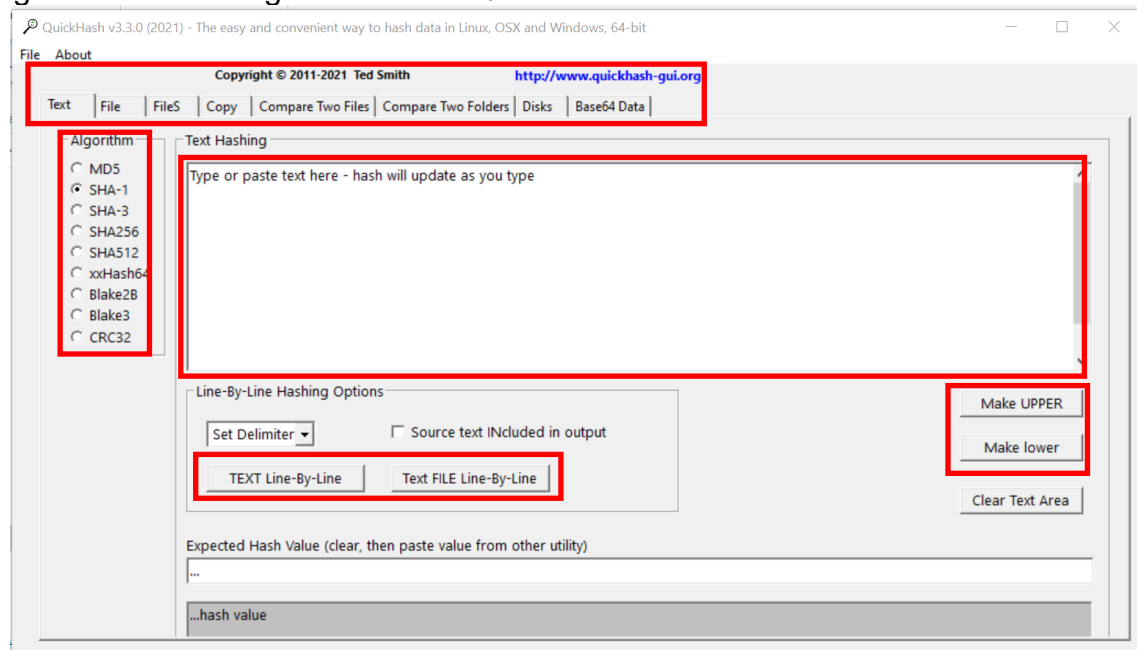 QuickHash v3.3.0 (2021) - The easy and convenient way to hash data in Linux, OSX and Windows, 64-bit
File About
Copyright © 2011-2021 Ted Smith http://www.quickhash-gui.org
Text File FileS Copy Compare Two Files Compare Two Folders Disks Base64 Data
Algorithm
MD5
SHA-1
SHA-3
SHA256
SHA512
xxHash64
Blake2B
Blake3
CRC32
Text Hashing
Type or paste text here - hash will update as you type
Line-By-Line Hashing Options
Set Delimiter Source text INcluded in output
TEXT Line-By-Line Text FILE Line-By-Line
Make UPPER
Make lower
Clear Text Area
Expected Hash Value (clear, then paste value from other utility)
...
...hash value